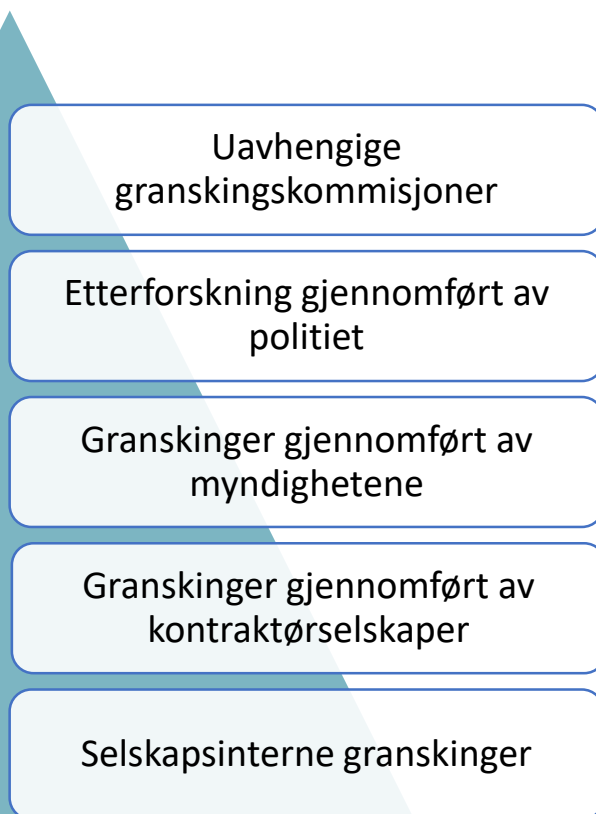 Uavhengige
granskingskommisjoner
Etterforskning gjennomført av
politiet
Granskinger gjennomført av
myndighetene
Granskinger gjennomført av
kontraktørselskaper
Selskapsinterne granskinger